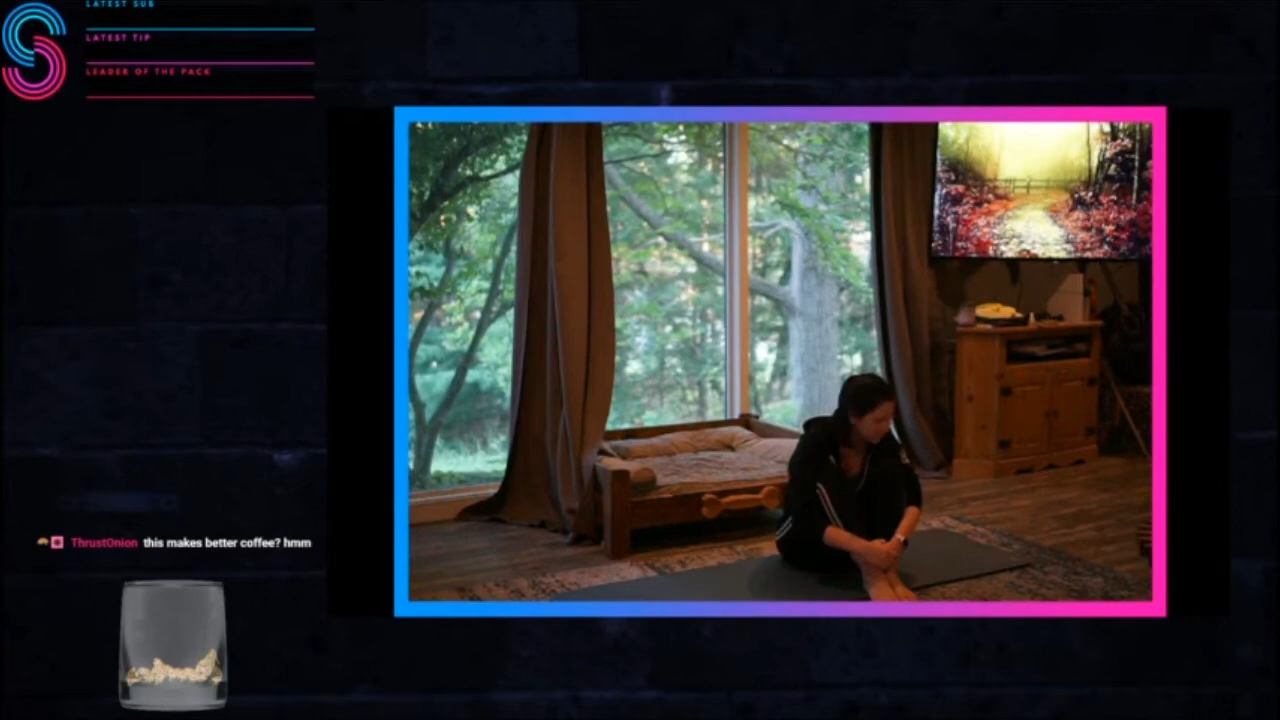 LATEST SUB
LATEST TIP
LEADER OF THE PACK
ThrustOnion this makes better coffee? hmm